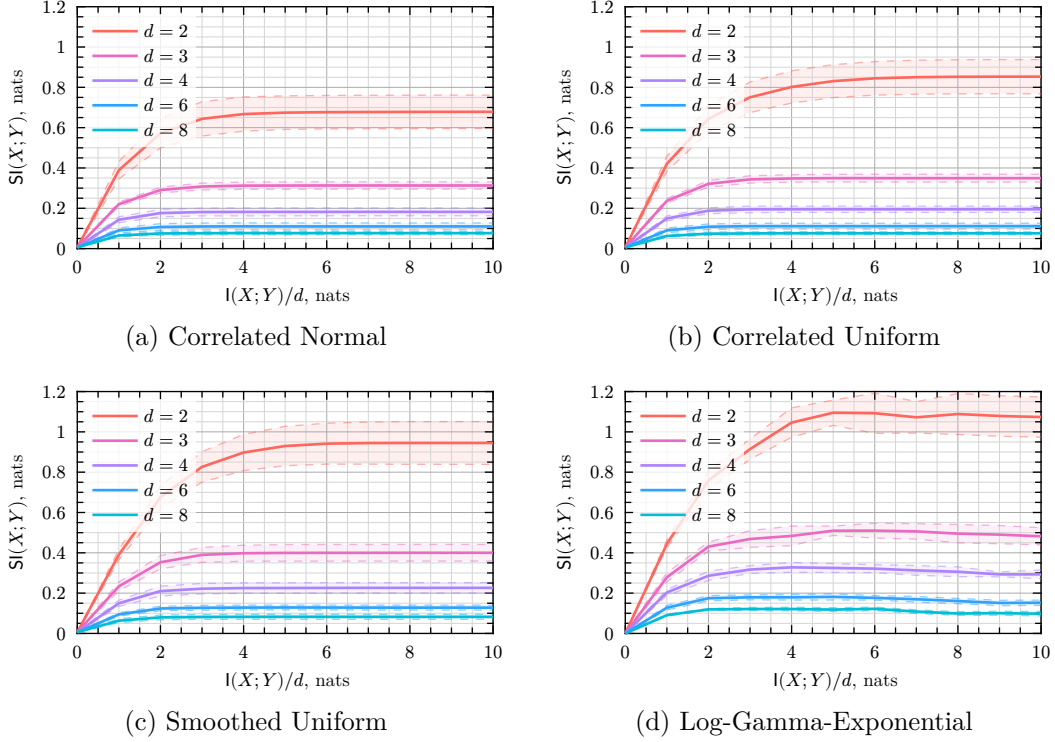 SI(X; Y), nats
1.2
1
0.8
0.6
0.4
0.2
0
d = 2
d = 3
d = 4
d = 6
d = 8
0 2 4 6 8 10
I(X; Y)/d, nats
(a) Correlated Normal
SI(X; Y), nats
1.2
1
0.8
0.6
0.4
0.2
0
d = 2
d = 3
d = 4
d = 6
d = 8
0 2 4 6 8 10
I(X; Y)/d, nats
(b) Correlated Uniform
SI(X; Y), nats
1.2
1
0.8
0.6
0.4
0.2
0
d = 2
d = 3
d = 4
d = 6
d = 8
0 2 4 6 8 10
I(X; Y)/d, nats
(c) Smoothed Uniform
SI(X; Y), nats
1.2
1
0.8
0.6
0.4
0.2
0
d = 2
d = 3
d = 4
d = 6
d = 8
0 2 4 6 8 10
I(X; Y)/d, nats
(d) Log-Gamma-Exponential